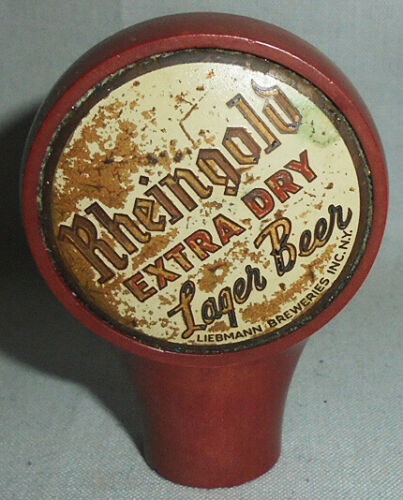 Rheingold
EXTRA DRY
Lager Beer
LIEBMANN BREWERIES INC. N.Y.